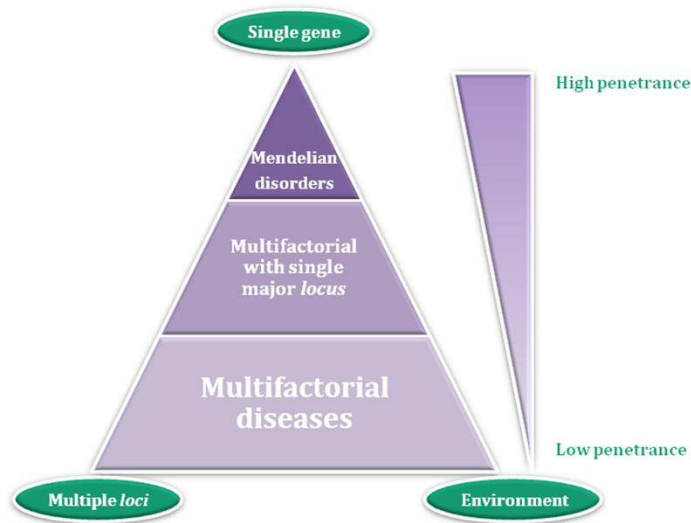 Single gene
High penetrance
Mendelian
disorders
Multifactorial
with single
major locus
Multifactorial
diseases
Low penetrance
Multiple loci
Environment